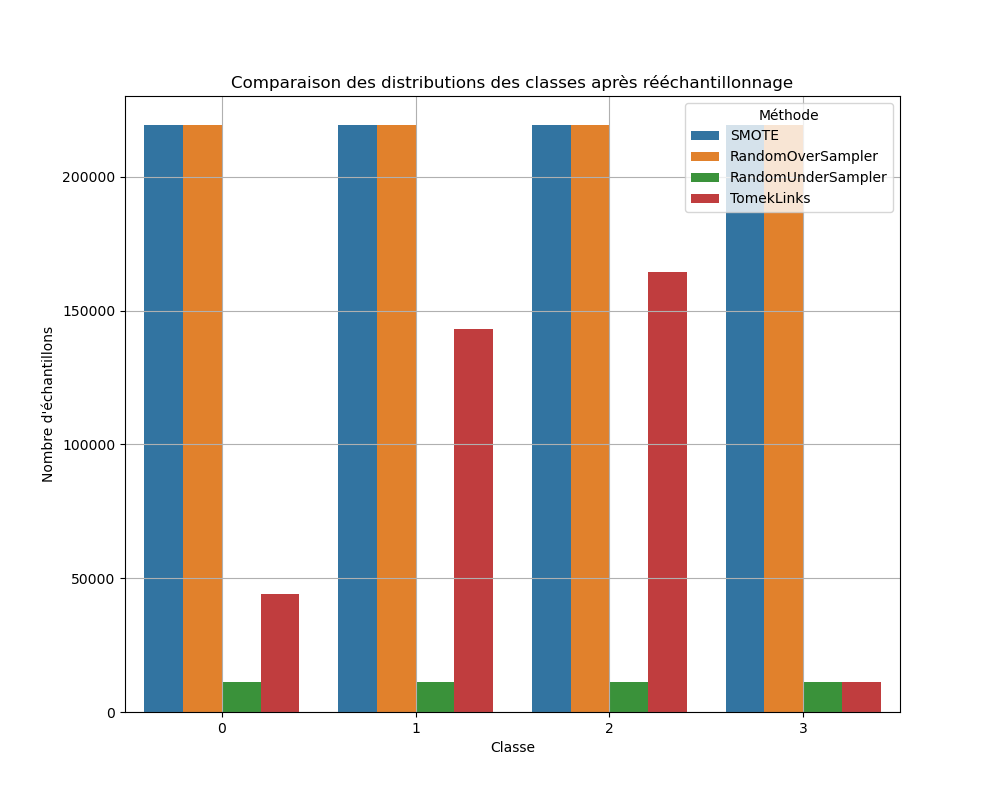 Comparaison des distributions des classes après rééchantillonnage
Méthode
SMOTE
RandomOverSampler
RandomUnderSampler
TomekLinks
200000
150000
100000
50000
0
Nombre d'échantillons
0 1 2 3
Classe